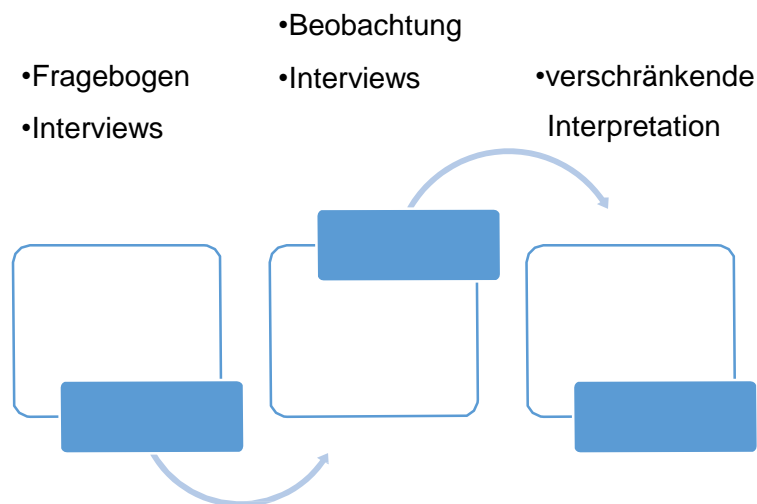 •Fragebogen
•Interviews
•Beobachtung
•Interviews
•verschränkende
Interpretation